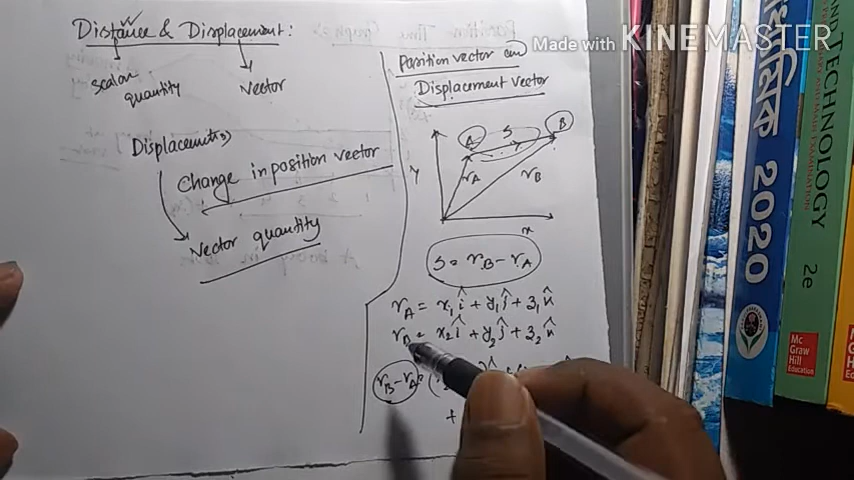 Distance & Displacement:
scalar
quantity
Vector
Displacement ⇒
Change in position vector
Vector quantity
Position vector and
Displacement vector
A
S
B
y
rA
rB
x
S = rB - rA
rA = x1î + y1ĵ + z1k̂
rB = x2î + y2ĵ + z2k̂
rB - rA = (
+
Made with KINEMASTER
2020
AND TECHNOLOGY
2e
Mc
Graw
Hill
Education